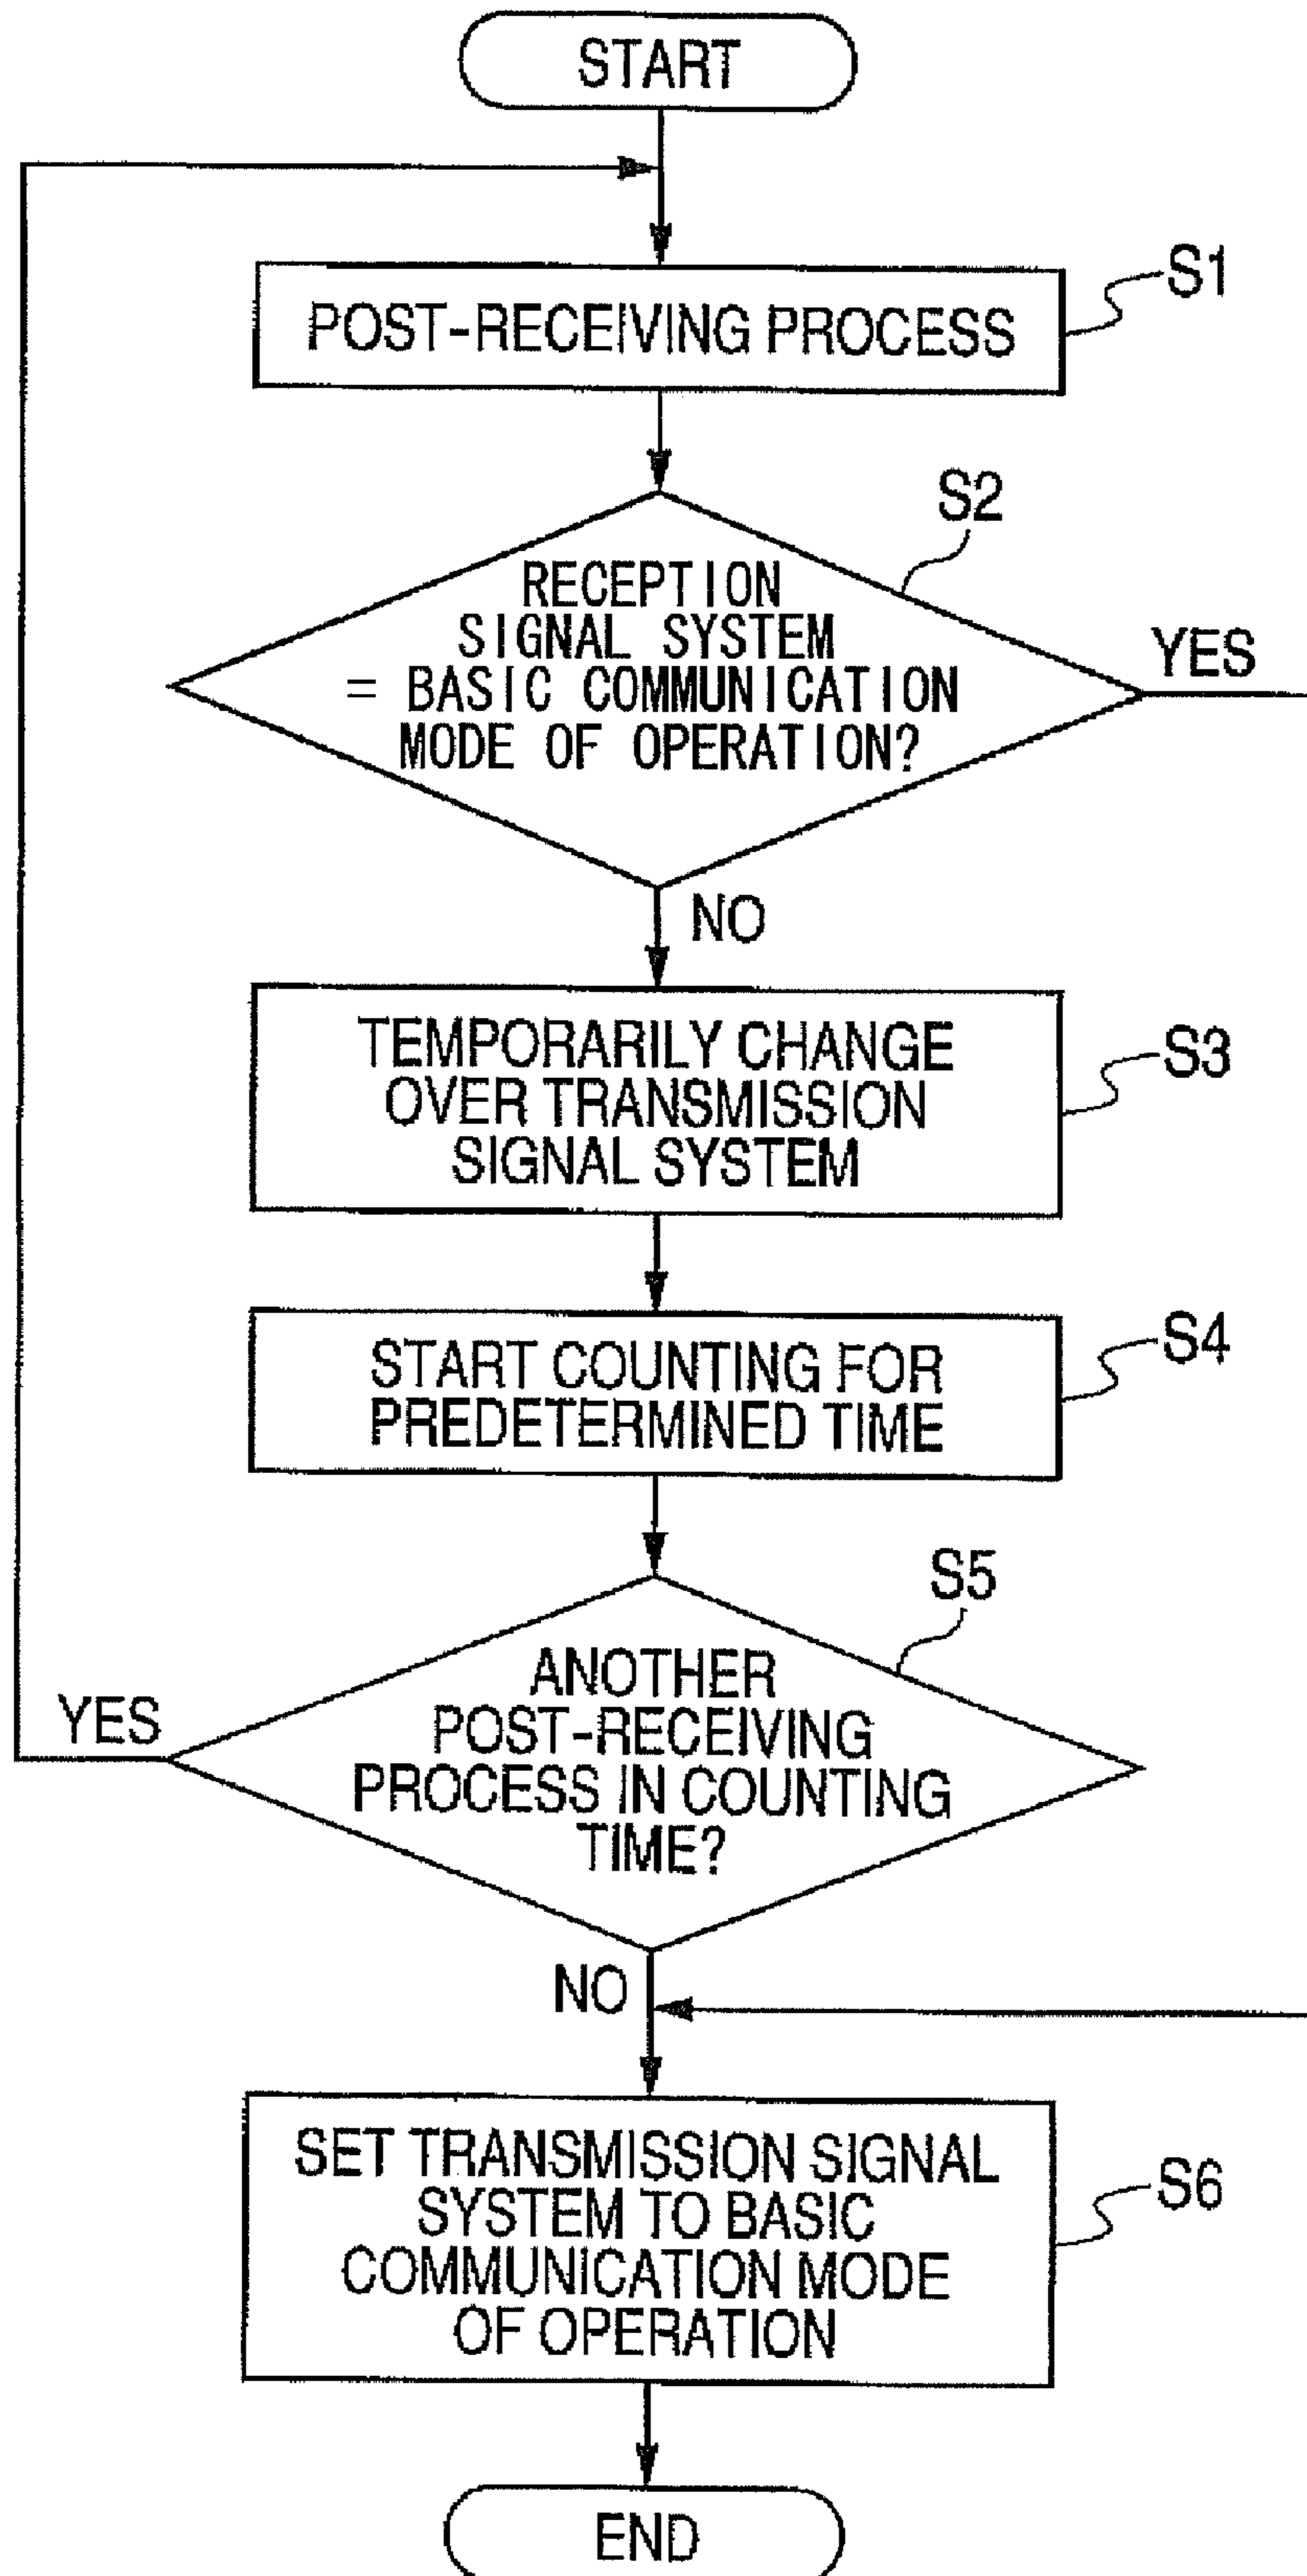 START
POST-RECEIVING PROCESS
S1
S2
RECEPTION
SIGNAL SYSTEM
= BASIC COMMUNICATION
MODE OF OPERATION?
YES
NO
TEMPORARILY CHANGE
OVER TRANSMISSION
SIGNAL SYSTEM
S3
START COUNTING FOR
PREDETERMINED TIME
S4
S5
ANOTHER
POST-RECEIVING
PROCESS IN COUNTING
TIME?
YES
NO
SET TRANSMISSION SIGNAL
SYSTEM TO BASIC
COMMUNICATION MODE
OF OPERATION
S6
END